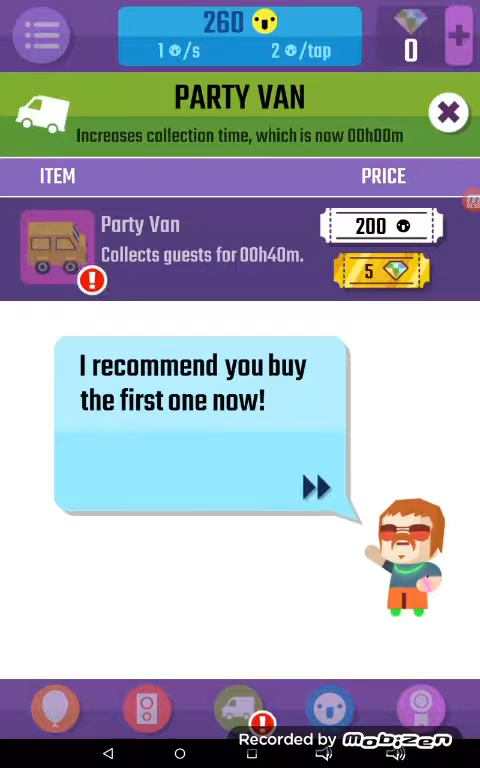 260
1 /s
2 /tap
0
PARTY VAN
Increases collection time, which is now 00h00m
ITEM
PRICE
Party Van
200
Collects guests for 00h40m.
5
I recommend you buy
the first one now!
Recorded by Mobizen